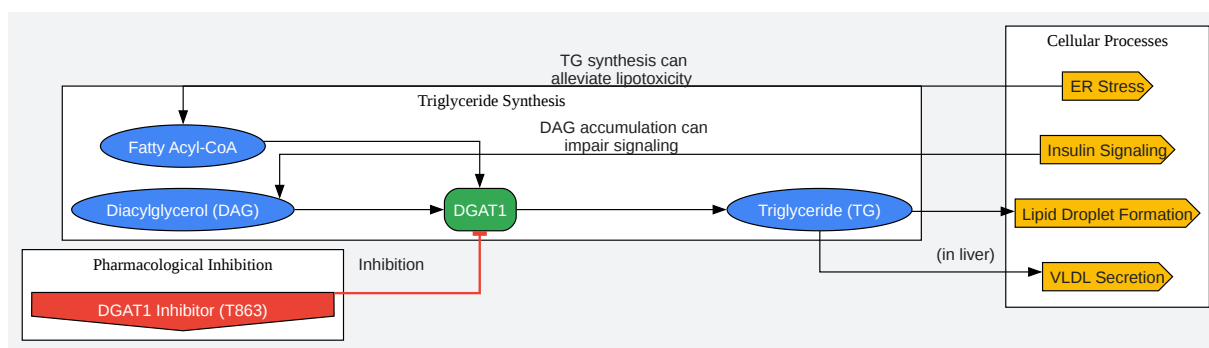 Cellular Processes
TG synthesis can
alleviate lipotoxicity
ER Stress
Triglyceride Synthesis
DAG accumulation can
impair signaling
Fatty Acyl-CoA
Insulin Signaling
Diacylglycerol (DAG)
DGAT1
Triglyceride (TG)
Lipid Droplet Formation
(in liver)
VLDL Secretion
Pharmacological Inhibition
Inhibition
DGAT1 Inhibitor (T863)